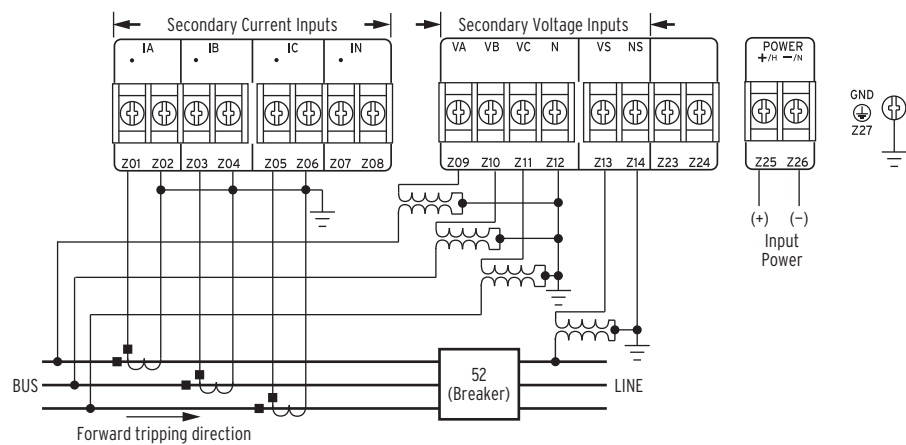 Secondary Current Inputs
Secondary Voltage Inputs
IA IB IC IN
VA VB VC N VS NS
POWER
+/H −/N
GND
Z27
Z01 Z02 Z03 Z04 Z05 Z06 Z07 Z08
Z09 Z10 Z11 Z12 Z13 Z14 Z23 Z24
Z25 Z26
(+) (−)
Input
Power
BUS
52
(Breaker)
LINE
Forward tripping direction